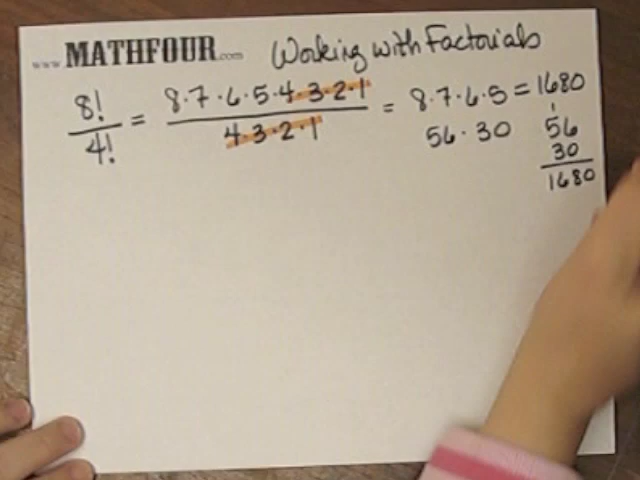 www.MATHFOUR.com Working with Factorials
8!/4! = 8·7·6·5·4·3·2·1 / 4·3·2·1 = 8·7·6·5 = 1680
56·30
1
56
30
1680